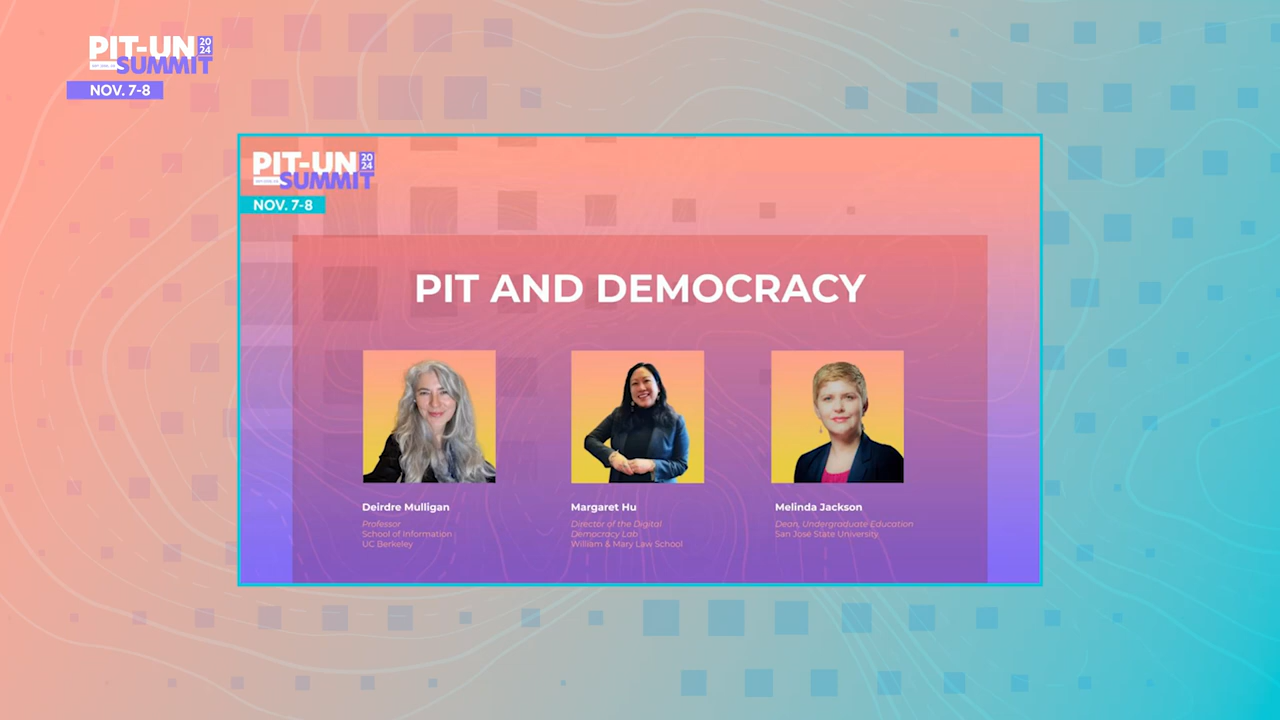 PIT-UN 2024
SUMMIT
NOV. 7-8
PIT-UN 2024
SUMMIT
NOV. 7-8
PIT AND DEMOCRACY
Deirdre Mulligan
Professor
School of Information
UC Berkeley
Margaret Hu
Director of the Digital
Democracy Lab
William & Mary Law School
Melinda Jackson
Dean, Undergraduate Education
San José State University